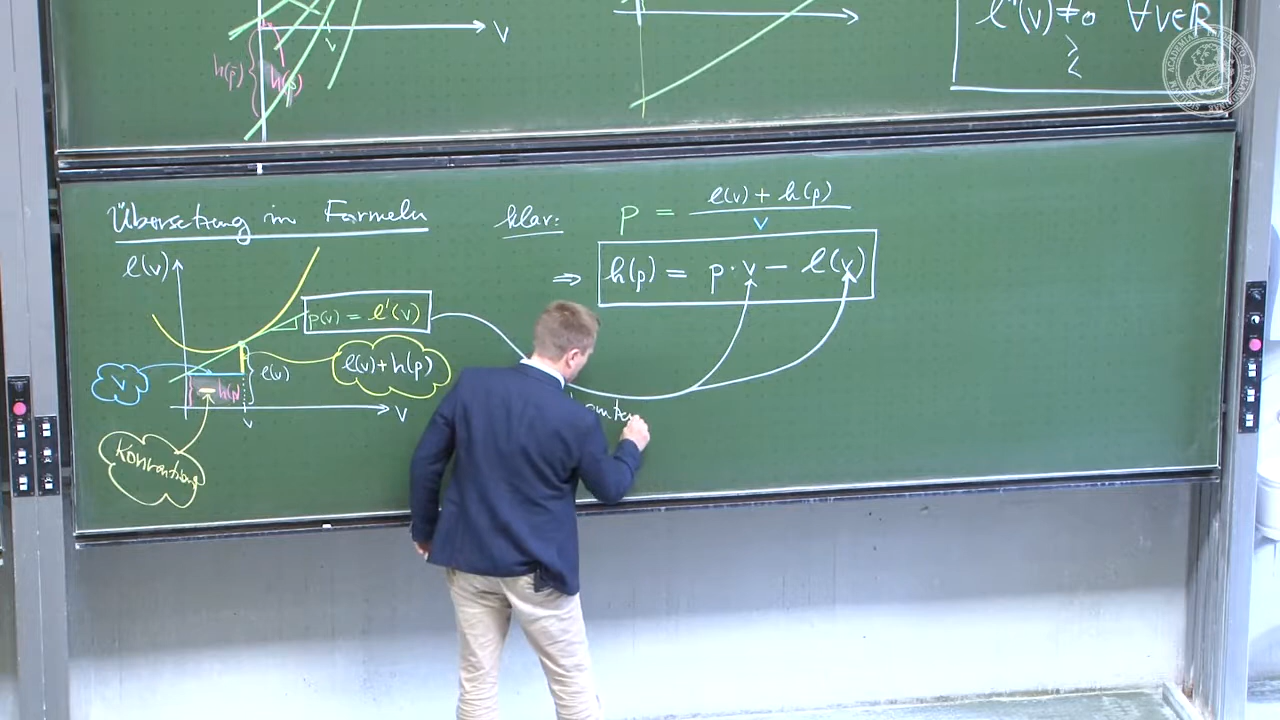 V
v
h(p)
h(p)
l''(v) ≠ 0 ∀v∈R
>
<
Übersetzung in Formeln
klar:
p = l(v) + h(p) / v
⇒ h(p) = p·v − l(v)
l(v)
p(v) = l'(v)
l(v)+h(p)
v
l(v)
− h(p)
v
V
Konvention